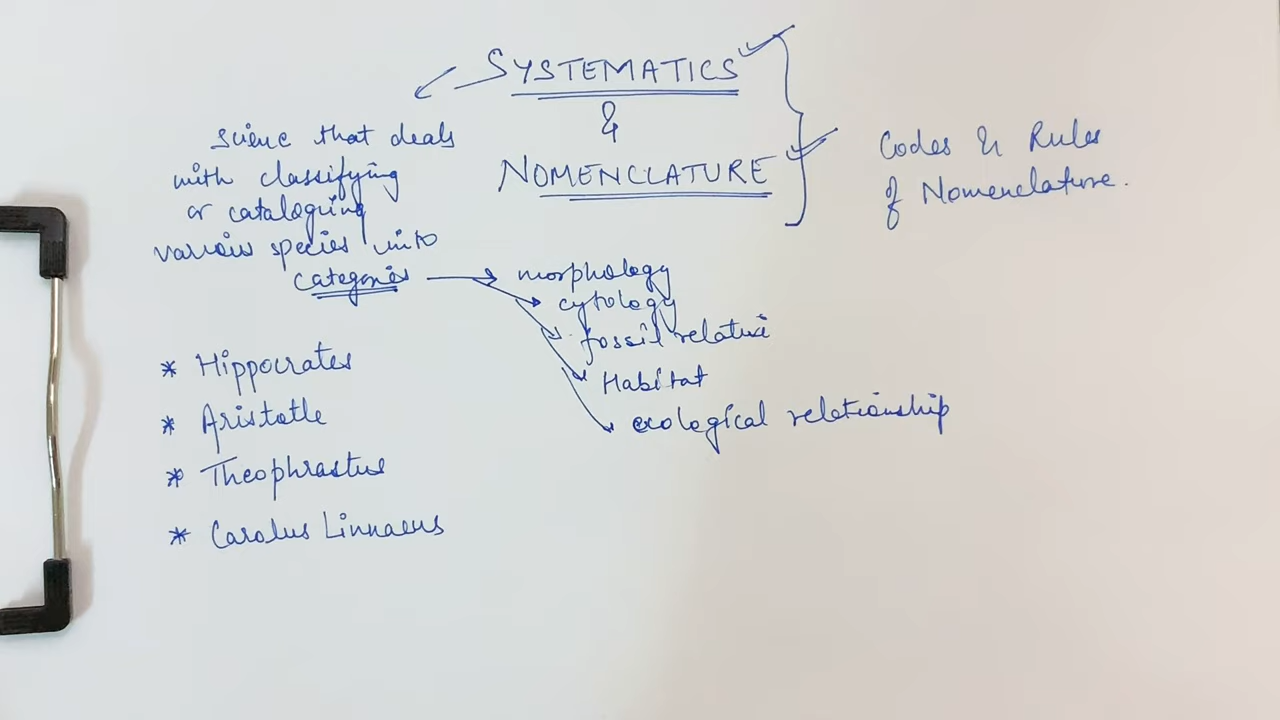 SYSTEMATICS
&
NOMENCLATURE
Codes & Rules
of Nomenclature.
science that deals
with classifying
or cataloguing
various species into
categories
morphology
cytology
fossil relative
Habitat
ecological relationship
* Hippocrates
* Aristotle
* Theophrastus
* Carolus Linnaeus